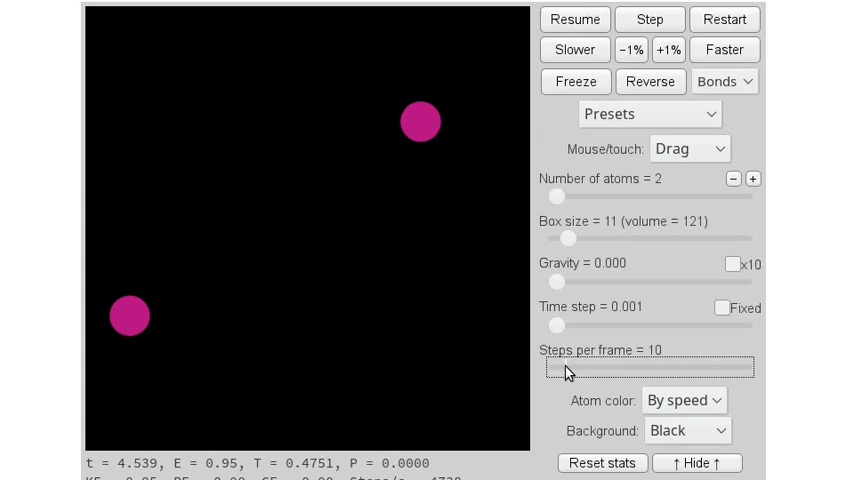 Resume Step Restart
Slower −1% +1% Faster
Freeze Reverse Bonds
Presets
Mouse/touch: Drag
Number of atoms = 2 − +
Box size = 11 (volume = 121)
Gravity = 0.000 x10
Time step = 0.001 Fixed
Steps per frame = 10
Atom color: By speed
Background: Black
Reset stats ↑ Hide ↑
t = 4.539, E = 0.95, T = 0.4751, P = 0.0000